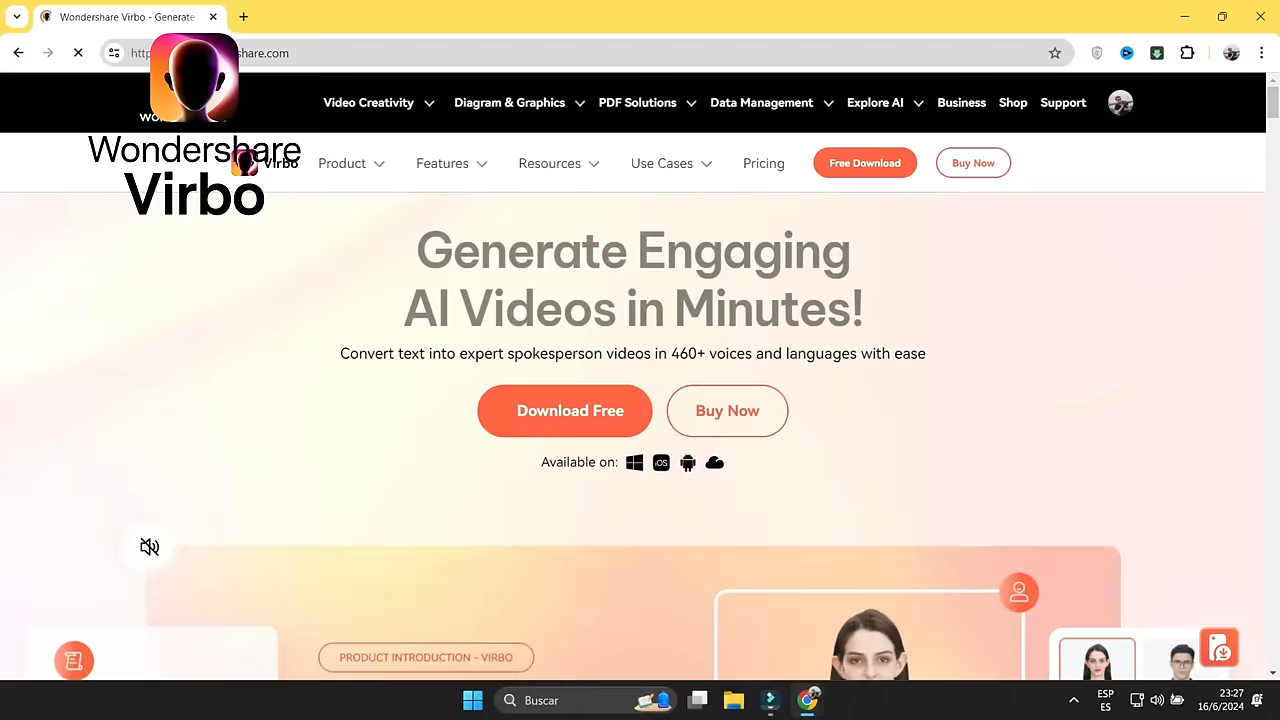 Wondershare Virbo - Generate
share.com
Video Creativity
Diagram & Graphics
PDF Solutions
Data Management
Explore AI
Business
Shop
Support
Wondershare
Virbo
Virbo
Product
Features
Resources
Use Cases
Pricing
Free Download
Buy Now
Generate Engaging
AI Videos in Minutes!
Convert text into expert spokesperson videos in 460+ voices and languages with ease
Download Free
Buy Now
Available on:
iOS
PRODUCT INTRODUCTION - VIRBO
Buscar
ESP
ES
23:27
16/6/2024